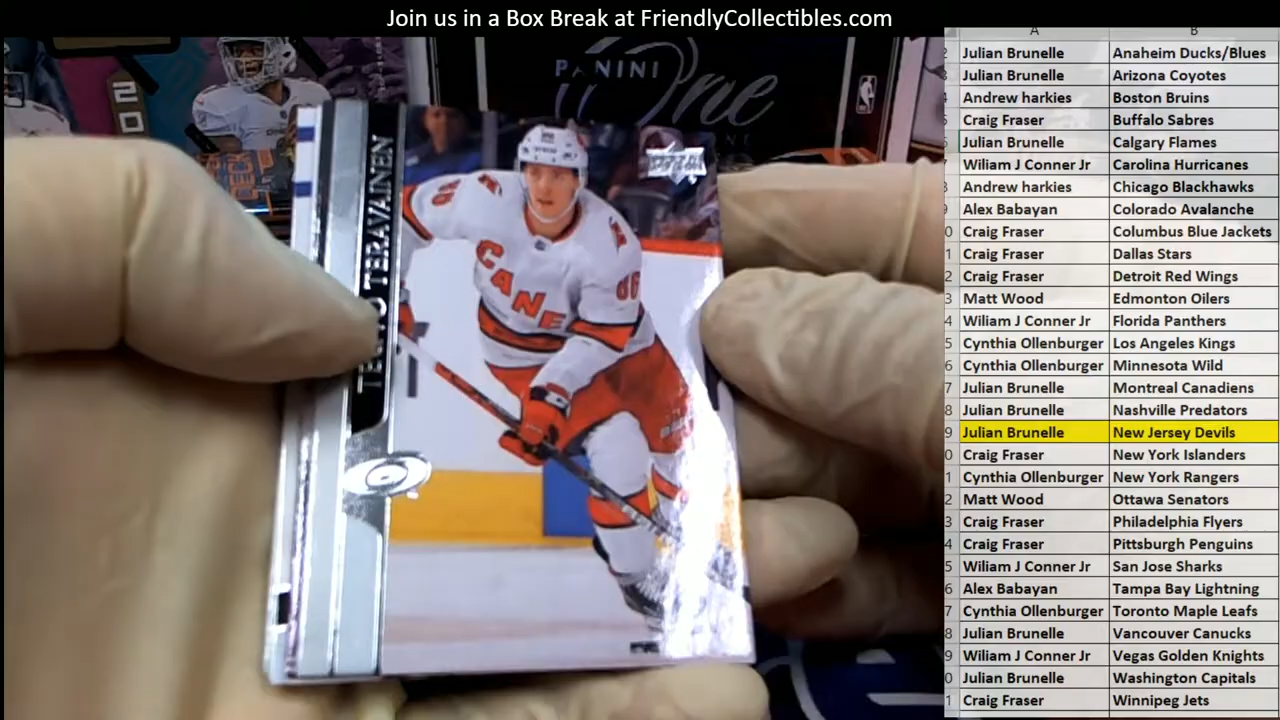 Join us in a Box Break at FriendlyCollectibles.com
A B
Julian Brunelle Anaheim Ducks/Blues
Julian Brunelle Arizona Coyotes
Andrew harkies Boston Bruins
Craig Fraser Buffalo Sabres
Julian Brunelle Calgary Flames
Wiliam J Conner Jr Carolina Hurricanes
Andrew harkies Chicago Blackhawks
Alex Babayan Colorado Avalanche
Craig Fraser Columbus Blue Jackets
Craig Fraser Dallas Stars
Craig Fraser Detroit Red Wings
Matt Wood Edmonton Oilers
Wiliam J Conner Jr Florida Panthers
Cynthia Ollenburger Los Angeles Kings
Cynthia Ollenburger Minnesota Wild
Julian Brunelle Montreal Canadiens
Julian Brunelle Nashville Predators
Julian Brunelle New Jersey Devils
Craig Fraser New York Islanders
Cynthia Ollenburger New York Rangers
Matt Wood Ottawa Senators
Craig Fraser Philadelphia Flyers
Craig Fraser Pittsburgh Penguins
Wiliam J Conner Jr San Jose Sharks
Alex Babayan Tampa Bay Lightning
Cynthia Ollenburger Toronto Maple Leafs
Julian Brunelle Vancouver Canucks
Wiliam J Conner Jr Vegas Golden Knights
Julian Brunelle Washington Capitals
Craig Fraser Winnipeg Jets
PANINI
One
20
TERAVAINEN
CANE
86
86